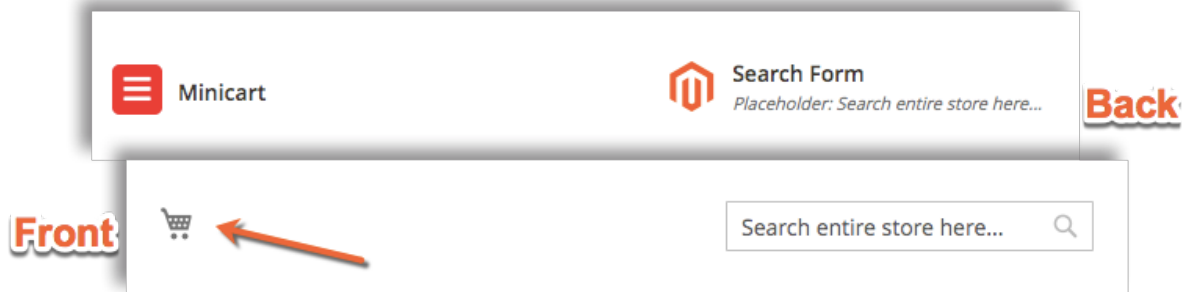 Minicart
Search Form
Placeholder: Search entire store here...
Back
Front
Search entire store here...